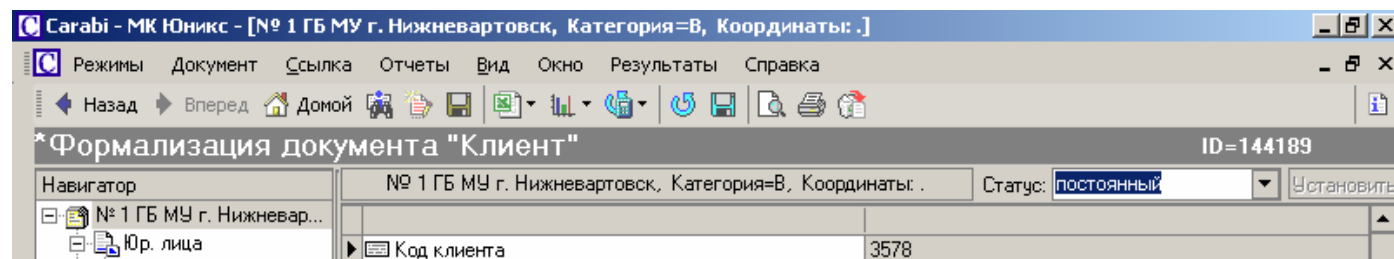 Carabi - МК Юникс - [№ 1 ГБ МУ г. Нижневартовск, Категория=В, Координаты: .]
Режимы Документ Ссылка Отчеты Вид Окно Результаты Справка
Назад Вперед Домой
*Формализация документа "Клиент" ID=144189
Навигатор № 1 ГБ МУ г. Нижневартовск, Категория=В, Координаты: . Статус: постоянный Установить
№ 1 ГБ МУ г. Нижневар...
Юр. лица Код клиента 3578